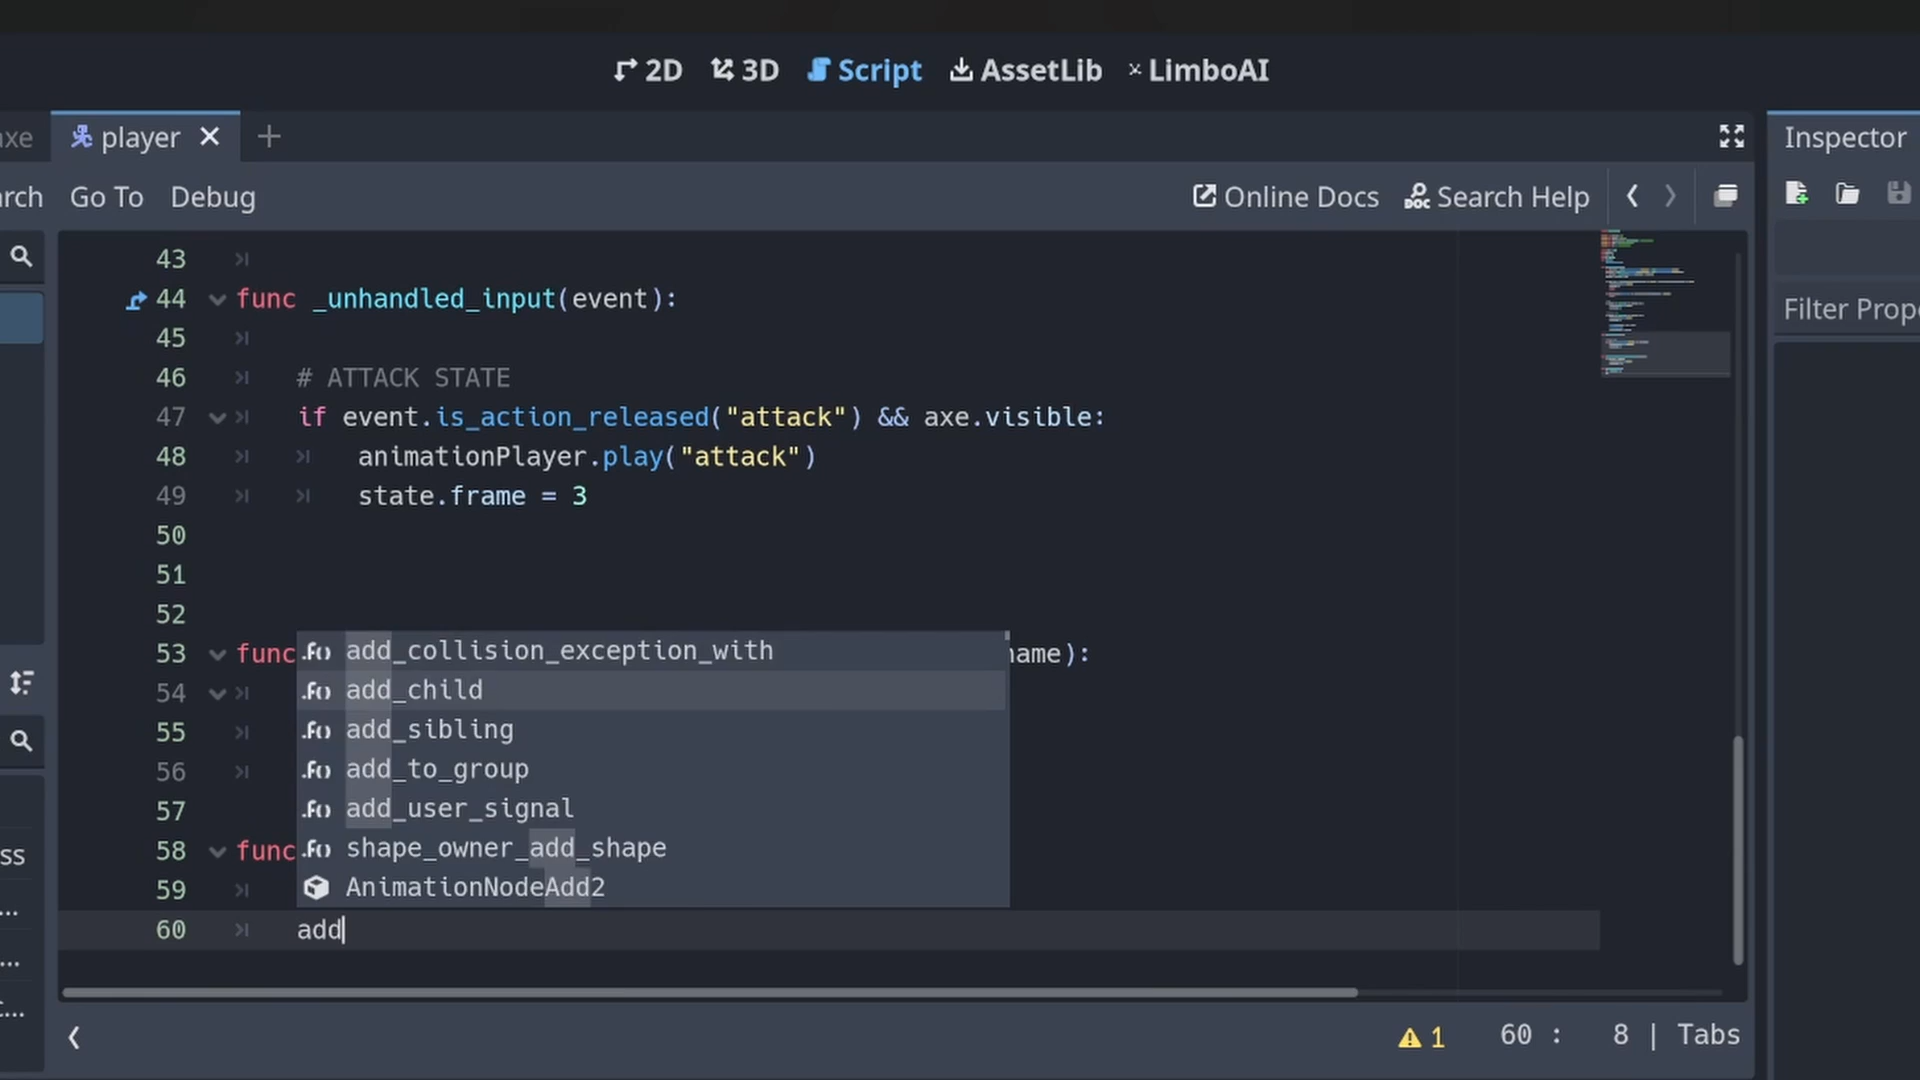 2D 3D Script AssetLib LimboAI
axe player + Inspector
Go To Debug Online Docs Search Help
43
44 func _unhandled_input(event): Filter Prope
45
46 # ATTACK STATE
47 if event.is_action_released("attack") && axe.visible:
48 animationPlayer.play("attack")
49 state.frame = 3
50
51
52
53 func .f() add_collision_exception_with name):
54 .f() add_child
55 .f() add_sibling
56 .f() add_to_group
57 .f() add_user_signal
58 func .f() shape_owner_add_shape
59 AnimationNodeAdd2
60 add
1 60 : 8 | Tabs